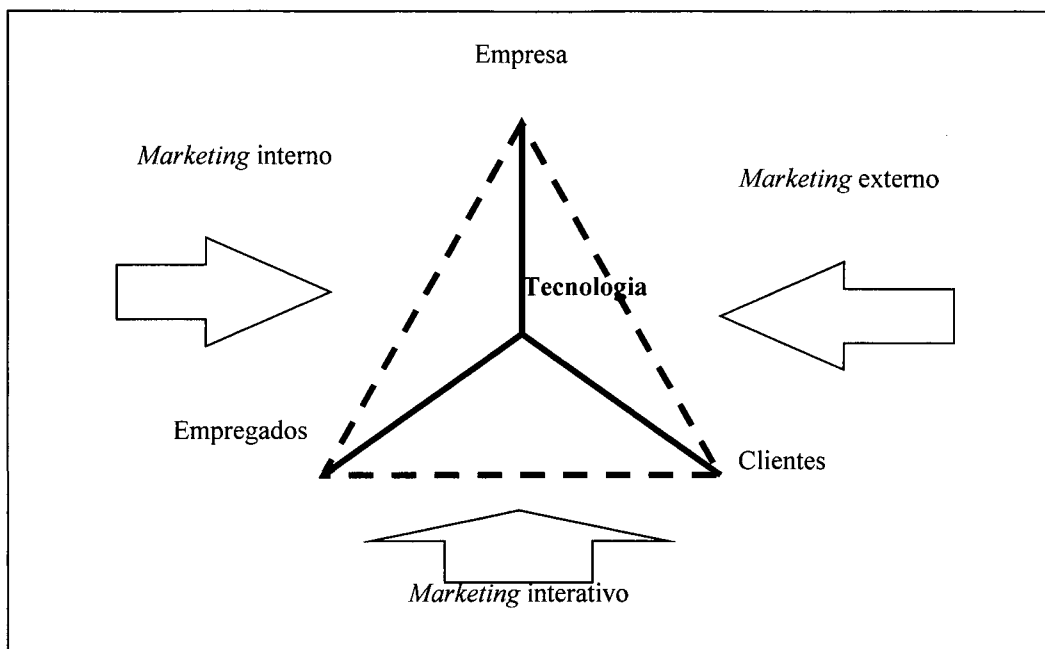 Empresa
Marketing interno
Marketing externo
Tecnologia
Empregados
Clientes
Marketing interativo